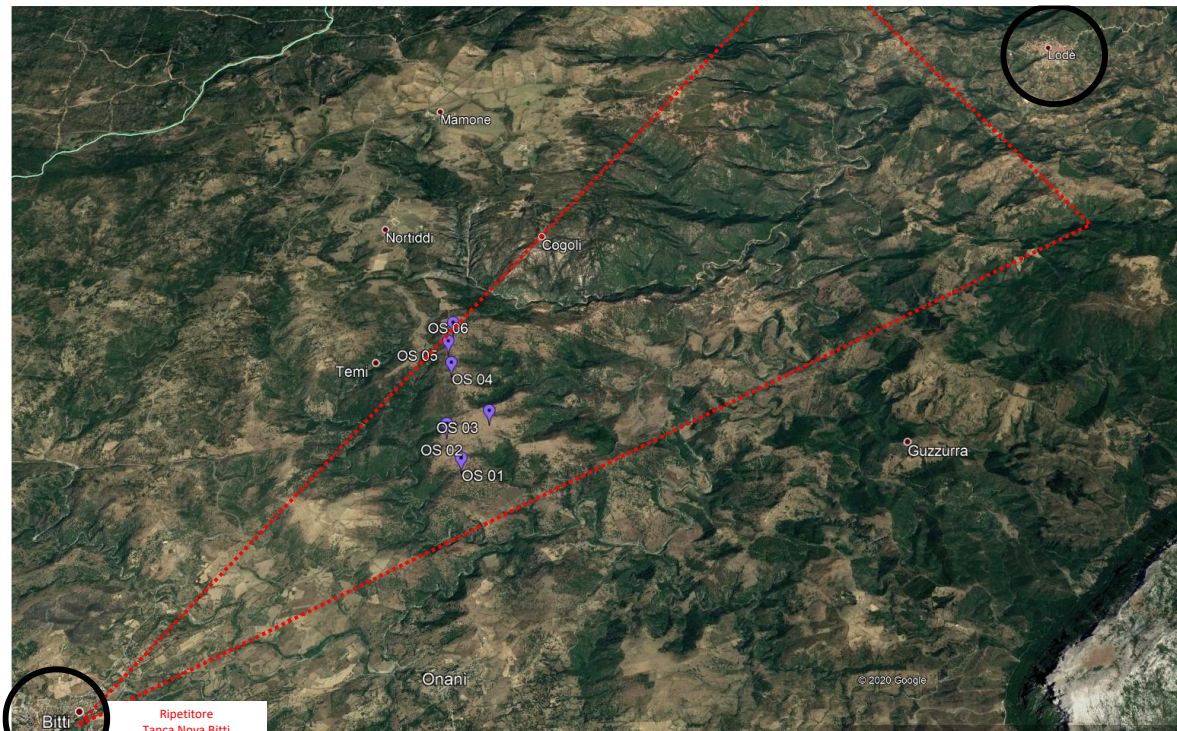 Lodè
Mamone
Nortiddi
Cogoli
OS 06
OS 05
Temi
OS 04
OS 03
OS 02
Guzzurra
OS 01
Onani
© 2020 Google
Bitti
Ripetitore
Tanca Nova Bitti